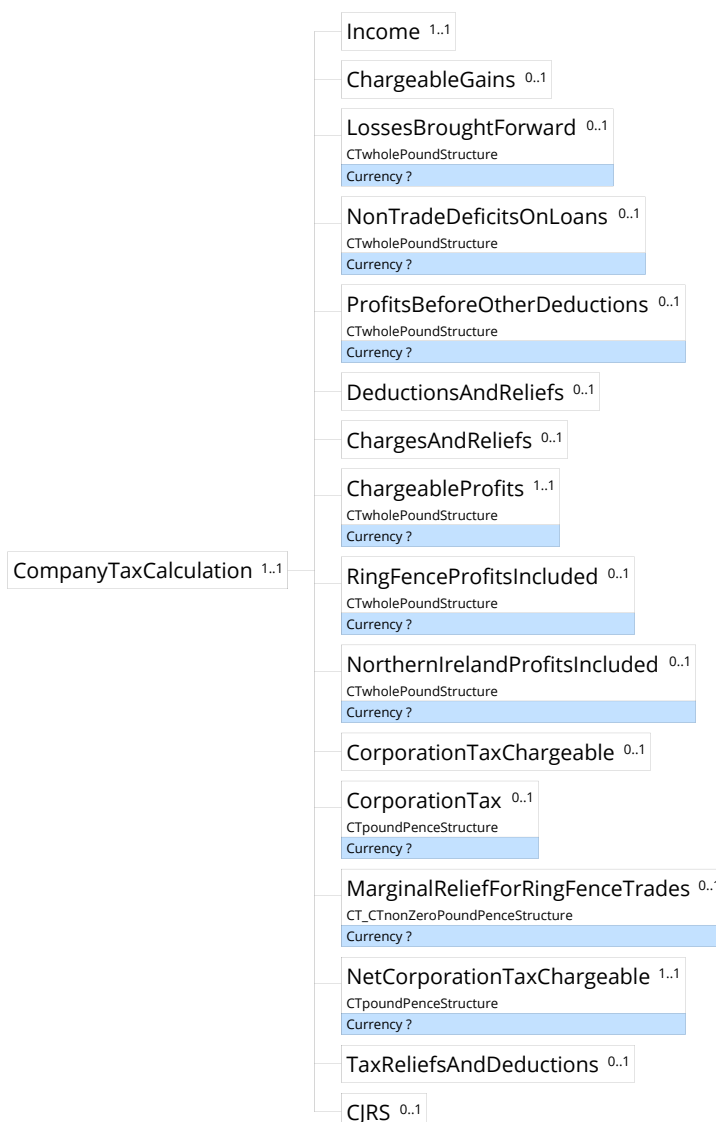 Income 1..1
ChargeableGains 0..1
LossesBroughtForward 0..1
CTwholePoundStructure
Currency ?
NonTradeDeficitsOnLoans 0..1
CTwholePoundStructure
Currency ?
ProfitsBeforeOtherDeductions 0..1
CTwholePoundStructure
Currency ?
DeductionsAndReliefs 0..1
ChargesAndReliefs 0..1
ChargeableProfits 1..1
CTwholePoundStructure
Currency ?
CompanyTaxCalculation 1..1
RingFenceProfitsIncluded 0..1
CTwholePoundStructure
Currency ?
NorthernIrelandProfitsIncluded 0..1
CTwholePoundStructure
Currency ?
CorporationTaxChargeable 0..1
CorporationTax 0..1
CTpoundPenceStructure
Currency ?
MarginalReliefForRingFenceTrades 0..1
CT_CTnonZeroPoundPenceStructure
Currency ?
NetCorporationTaxChargeable 1..1
CTpoundPenceStructure
Currency ?
TaxReliefsAndDeductions 0..1
CJRS 0..1